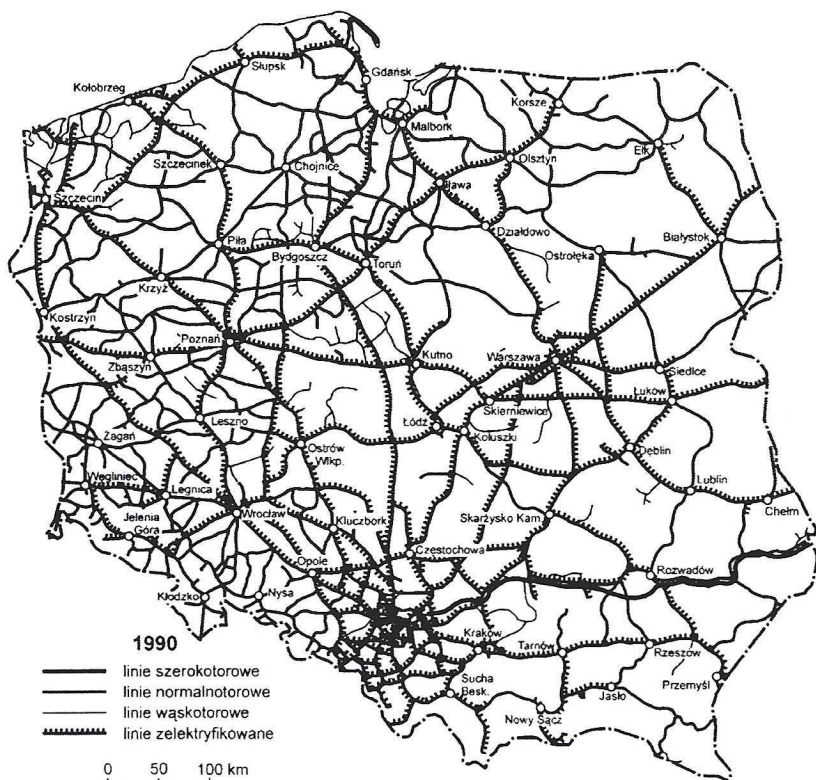 Słupsk
Gdańsk
Kołobrzeg
Korsze
Malbork
Szczecinek
Chojnice
Olsztyn
Ełk
Iława
Szczecin
Działdowo
Białystok
Piła
Bydgoszcz
Toruń
Ostrołęka
Krzyż
Kostrzyn
Poznań
Kutno
Warszawa
Siedlce
Zbąszyń
Skierniewice
Łuków
Łódź
Koluszki
Leszno
Żagań
Ostrów
Wlkp.
Dęblin
Węgliniec
Legnica
Lublin
Wrocław
Kluczbork
Skarżysko Kam.
Chełm
Jelenia
Góra
Częstochowa
Opole
Rozwadów
Kłodzko
Nysa
Kraków
Tarnów
Rzeszów
Sucha
Besk.
Przemyśl
Jasło
Nowy Sącz
1990
linie szerokotorowe
linie normalnotorowe
linie wąskotorowe
linie zelektryfikowane
0 50 100 km